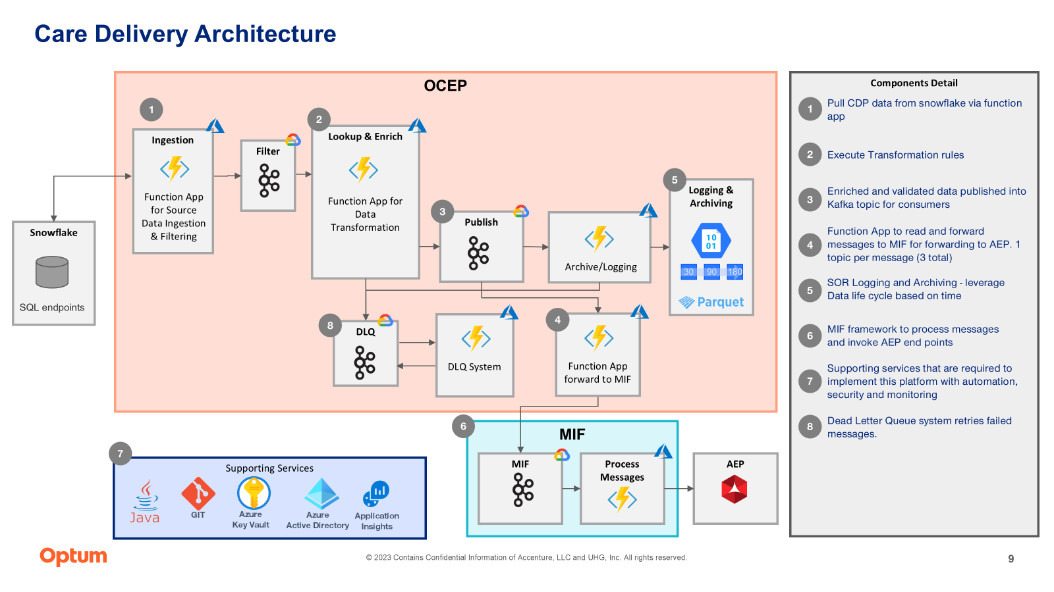 Care Delivery Architecture
OCEP
1
Ingestion
Function App
for Source
Data Ingestion
& Filtering
Filter
2
Lookup & Enrich
Function App for
Data
Transformation
3
Publish
Archive/Logging
5
Logging &
Archiving
10
01
30 90 180
Parquet
Snowflake
SQL endpoints
8
DLQ
DLQ System
4
Function App
forward to MIF
6
MIF
MIF
Process
Messages
AEP
7
Supporting Services
Java
GIT
Azure
Key Vault
Azure
Active Directory
Application
Insights
Components Detail
1
Pull CDP data from snowflake via function
app
2
Execute Transformation rules
3
Enriched and validated data published into
Kafka topic for consumers
4
Function App to read and forward
messages to MIF for forwarding to AEP. 1
topic per message (3 total)
5
SOR Logging and Archiving - leverage
Data life cycle based on time
6
MIF framework to process messages
and invoke AEP end points
7
Supporting services that are required to
implement this platform with automation,
security and monitoring
8
Dead Letter Queue system retries failed
messages.
Optum
© 2023 Contains Confidential Information of Accenture, LLC and UHG, Inc. All rights reserved.
9